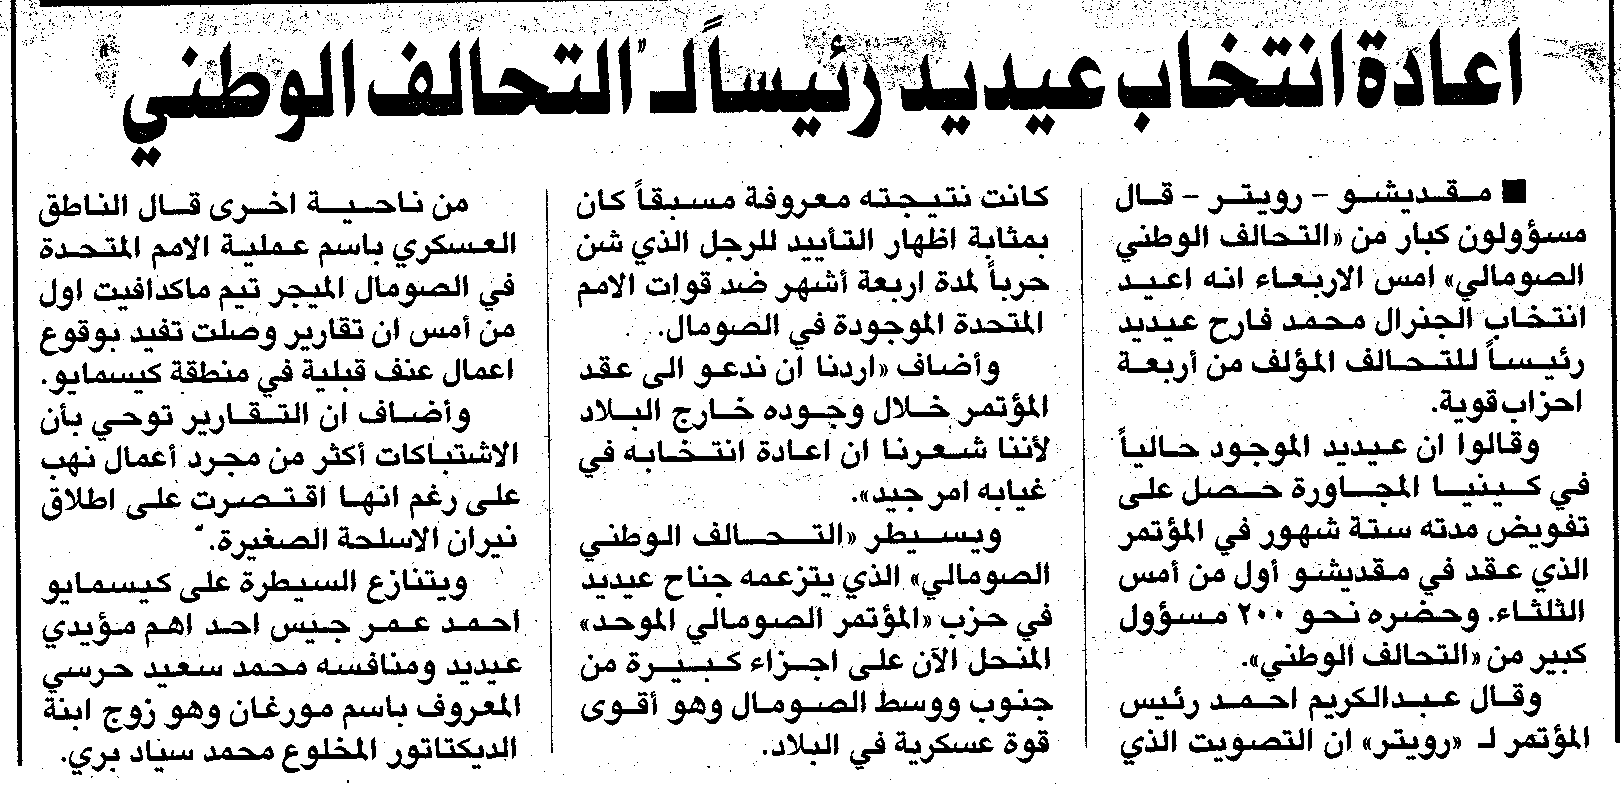 اعادة انتخاب عيديد رئيساً لـ "التحالف الوطني"
■ مقديشو - رويتر - قال
مسؤولون كبار من «التحالف الوطني
الصومالي» امس الاربعاء انه اعيد
انتخاب الجنرال محمد فارح عيديد
رئيساً للتحالف المؤلف من أربعة
احزاب قوية.
وقالوا ان عيديد الموجود حالياً
في كينيا المجاورة حصل على
تفويض مدته ستة شهور في المؤتمر
الذي عقد في مقديشو أول من أمس
الثلثاء. وحضره نحو ٢٠٠ مسؤول
كبير من «التحالف الوطني».
وقال عبدالكريم احمد رئيس
المؤتمر لـ «رويتر» ان التصويت الذي
كانت نتيجته معروفة مسبقاً كان
بمثابة اظهار التأييد للرجل الذي شن
حرباً لمدة اربعة أشهر ضد قوات الامم
المتحدة الموجودة في الصومال.
وأضاف «اردنا ان ندعو الى عقد
المؤتمر خلال وجوده خارج البلاد
لأننا شعرنا ان اعادة انتخابه في
غيابه امر جيد».
ويسيطر «التحالف الوطني
الصومالي» الذي يتزعمه جناح عيديد
في حزب «المؤتمر الصومالي الموحد»
المنحل الآن على اجزاء كبيرة من
جنوب ووسط الصومال وهو أقوى
قوة عسكرية في البلاد.
من ناحية اخرى قال الناطق
العسكري باسم عملية الامم المتحدة
في الصومال الميجر تيم ماكدافيت اول
من أمس ان تقارير وصلت تفيد بوقوع
اعمال عنف قبلية في منطقة كيسمايو.
وأضاف ان التقارير توحي بأن
الاشتباكات أكثر من مجرد أعمال نهب
على رغم انها اقتصرت على اطلاق
نيران الاسلحة الصغيرة.
ويتنازع السيطرة على كيسمايو
احمد عمر جيس احد اهم مؤيدي
عيديد ومنافسه محمد سعيد حرسي
المعروف باسم مورغان وهو زوج ابنة
الديكتاتور المخلوع محمد سياد بري.